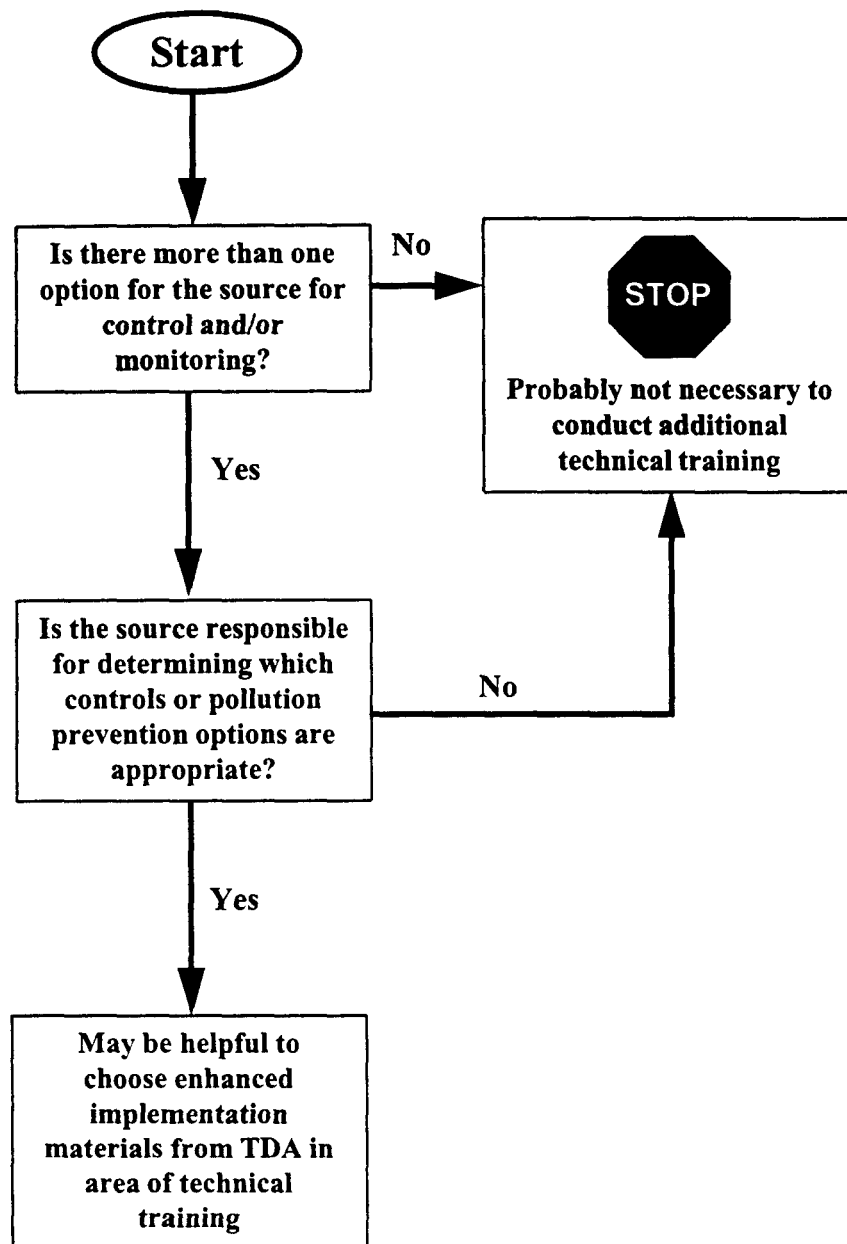 Start
Is there more than one
option for the source for
control and/or
monitoring?
No
STOP
Probably not necessary to
conduct additional
technical training
Yes
Is the source responsible
for determining which
controls or pollution
prevention options are
appropriate?
No
Yes
May be helpful to
choose enhanced
implementation
materials from TDA in
area of technical
training